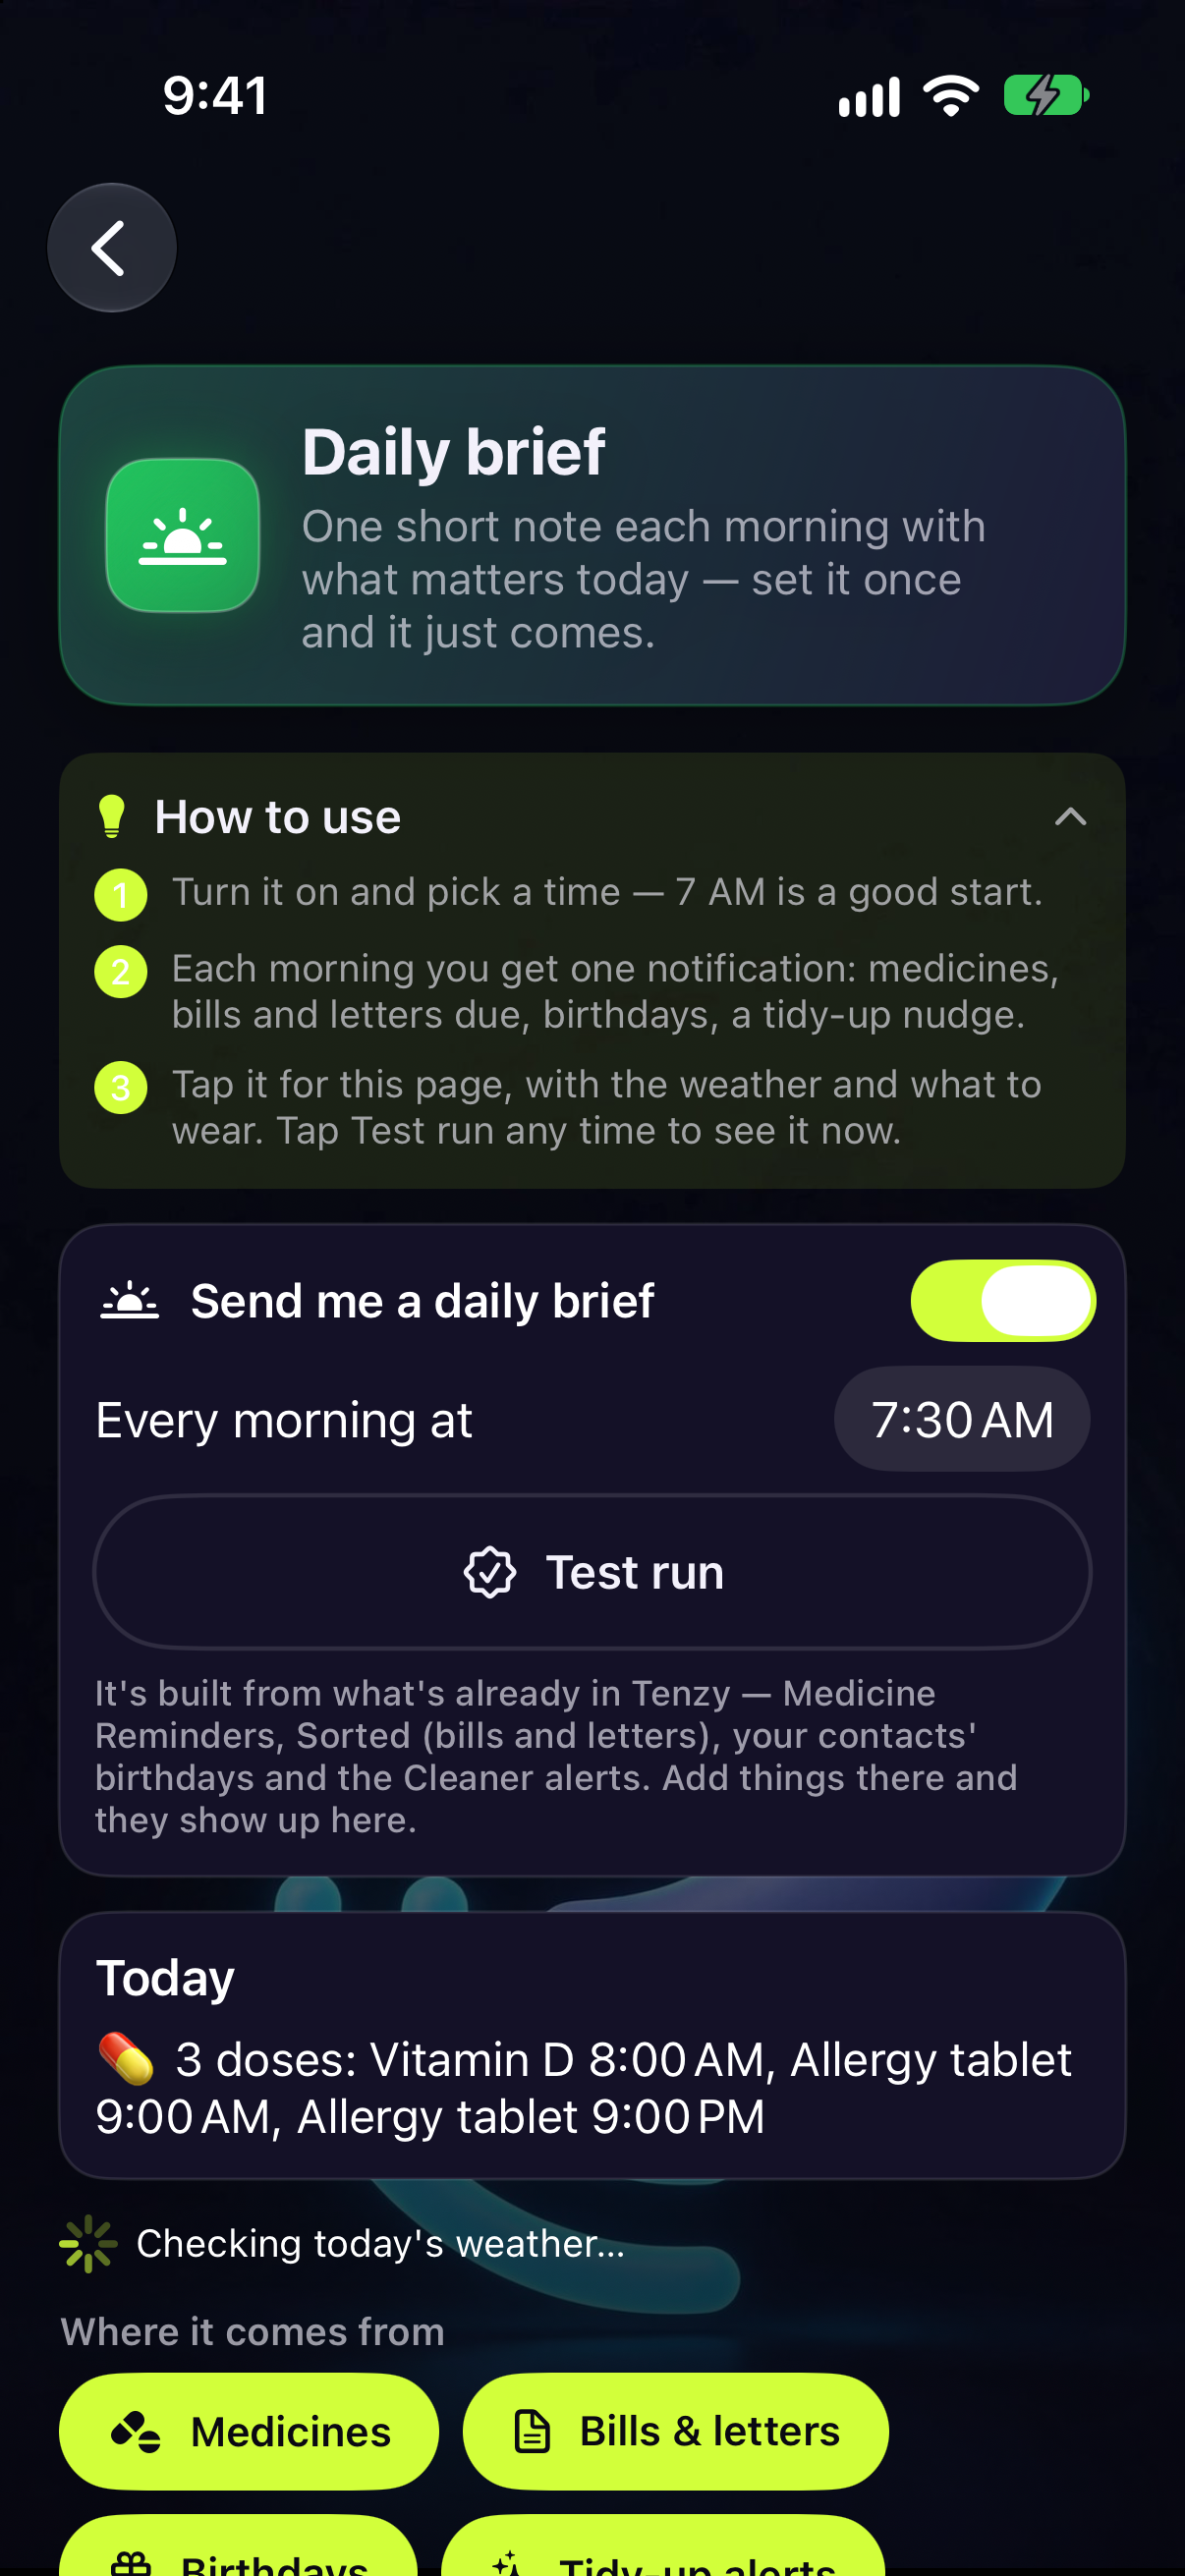 9:41
Daily brief
One short note each morning with
what matters today — set it once
and it just comes.
How to use
1 Turn it on and pick a time — 7 AM is a good start.
2 Each morning you get one notification: medicines,
bills and letters due, birthdays, a tidy-up nudge.
3 Tap it for this page, with the weather and what to
wear. Tap Test run any time to see it now.
Send me a daily brief
Every morning at 7:30 AM
Test run
It's built from what's already in Tenzy — Medicine
Reminders, Sorted (bills and letters), your contacts'
birthdays and the Cleaner alerts. Add things there and
they show up here.
Today
💊 3 doses: Vitamin D 8:00 AM, Allergy tablet
9:00 AM, Allergy tablet 9:00 PM
Checking today's weather...
Where it comes from
Medicines Bills & letters
Birthdays Tidy-up alerts